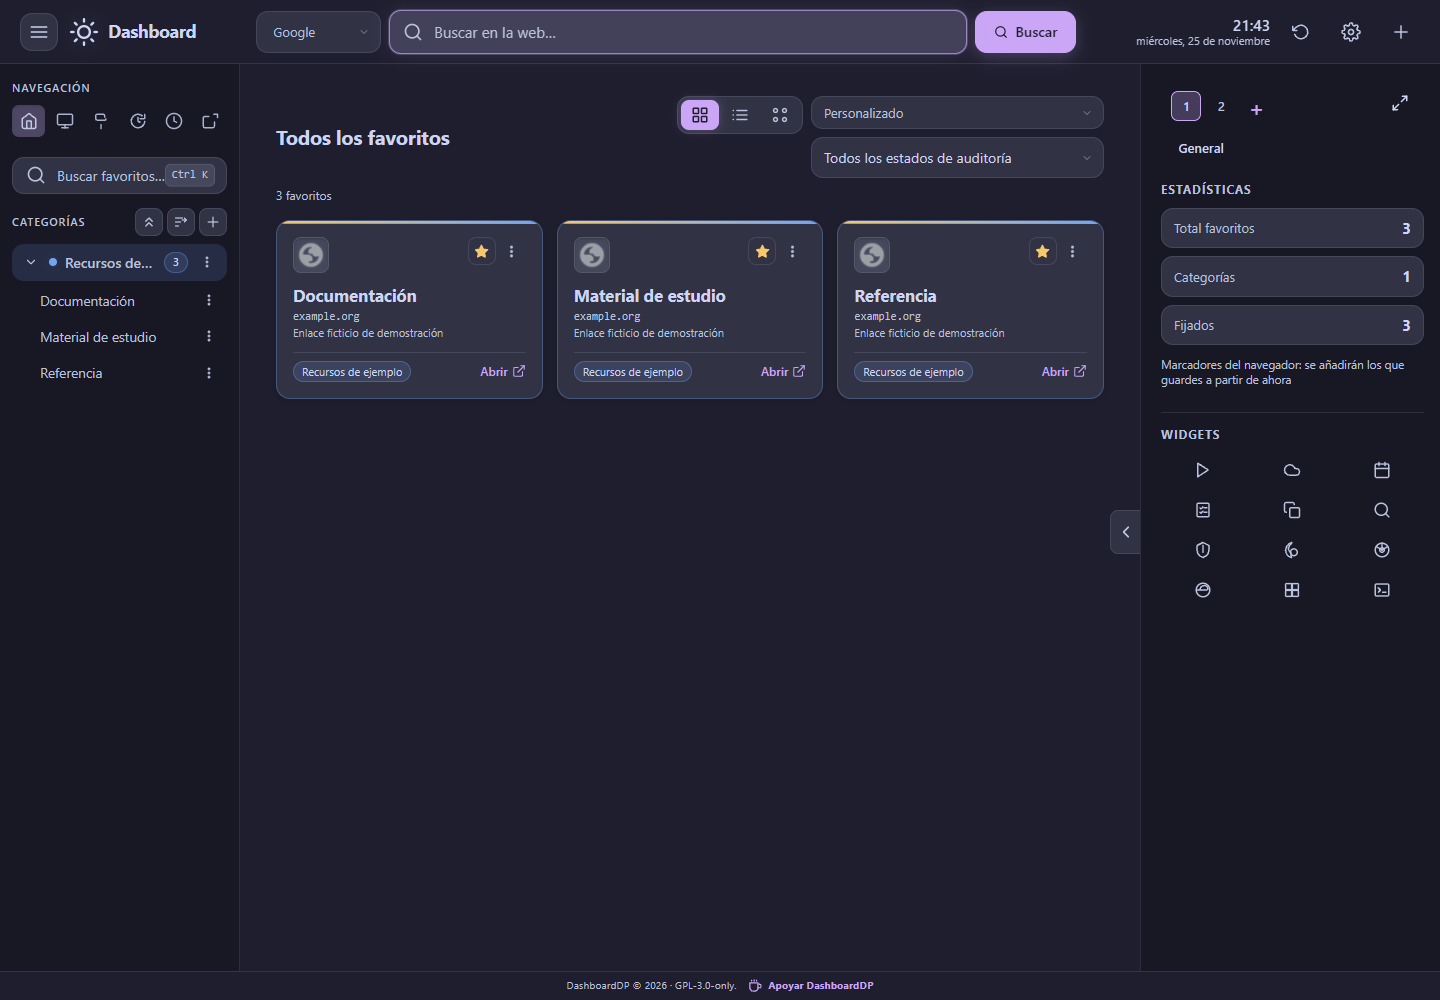 Dashboard
Google
Buscar en la web...
Buscar
21:43
miércoles, 25 de noviembre
NAVEGACIÓN
Buscar favoritos...
Ctrl K
CATEGORÍAS
Recursos de...
3
Documentación
Material de estudio
Referencia
Todos los favoritos
Personalizado
Todos los estados de auditoría
3 favoritos
Documentación
example.org
Enlace ficticio de demostración
Recursos de ejemplo
Abrir
Material de estudio
example.org
Enlace ficticio de demostración
Recursos de ejemplo
Abrir
Referencia
example.org
Enlace ficticio de demostración
Recursos de ejemplo
Abrir
1
2
+
General
ESTADÍSTICAS
Total favoritos
3
Categorías
1
Fijados
3
Marcadores del navegador: se añadirán los que
guardes a partir de ahora
WIDGETS
DashboardDP © 2026 · GPL-3.0-only.
Apoyar DashboardDP